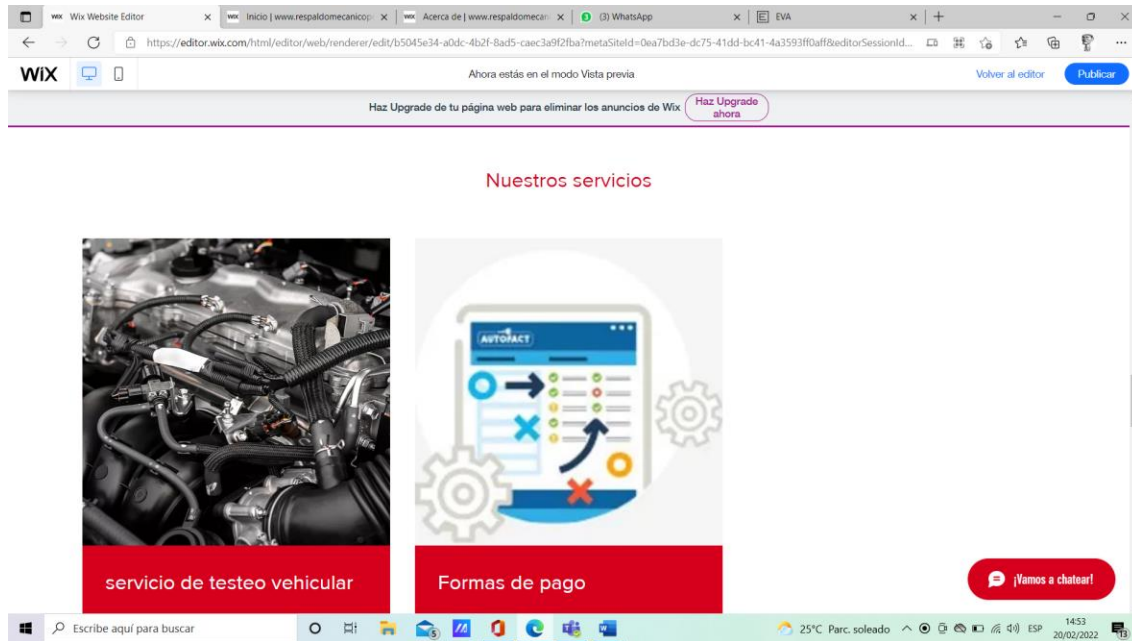 Wix Website Editor
Inicio | www.respaldomecanicop
Acerca de | www.respaldomecani
(3) WhatsApp
EVA
https://editor.wix.com/html/editor/web/renderer/edit/b5045e34-a0dc-4b2f-8ad5-caec3a9f2fba?metaSiteId=0ea7bd3e-dc75-41dd-bc41-4a3593ff0aff&editorSessionId...
WiX
Ahora estás en el modo Vista previa
Volver al editor
Publicar
Haz Upgrade de tu página web para eliminar los anuncios de Wix
Haz Upgrade
ahora
Nuestros servicios
AUTOFACT
servicio de testeo vehicular
Formas de pago
¡Vamos a chatear!
Escribe aquí para buscar
25°C Parc. soleado
ESP
14:53
20/02/2022